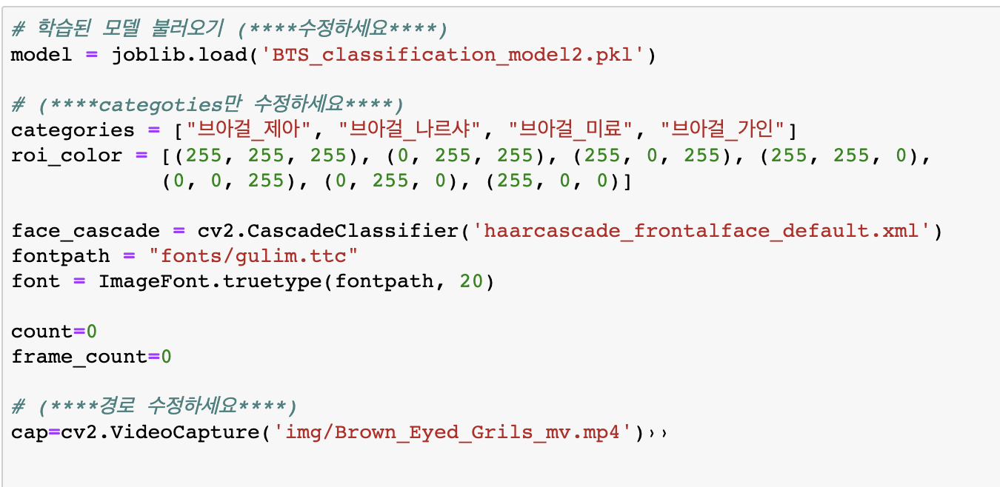 # 학습된 모델 불러오기 (****수정하세요****)
model = joblib.load('BTS_classification_model2.pkl')
# (****categoties만 수정하세요****)
categories = ["브아걸_제아", "브아걸_나르샤", "브아걸_미료", "브아걸_가인"]
roi_color = [(255, 255, 255), (0, 255, 255), (255, 0, 255), (255, 255, 0),
(0, 0, 255), (0, 255, 0), (255, 0, 0)]
face_cascade = cv2.CascadeClassifier('haarcascade_frontalface_default.xml')
fontpath = "fonts/gulim.ttc"
font = ImageFont.truetype(fontpath, 20)
count=0
frame_count=0
# (****경로 수정하세요****)
cap=cv2.VideoCapture('img/Brown_Eyed_Grils_mv.mp4')››